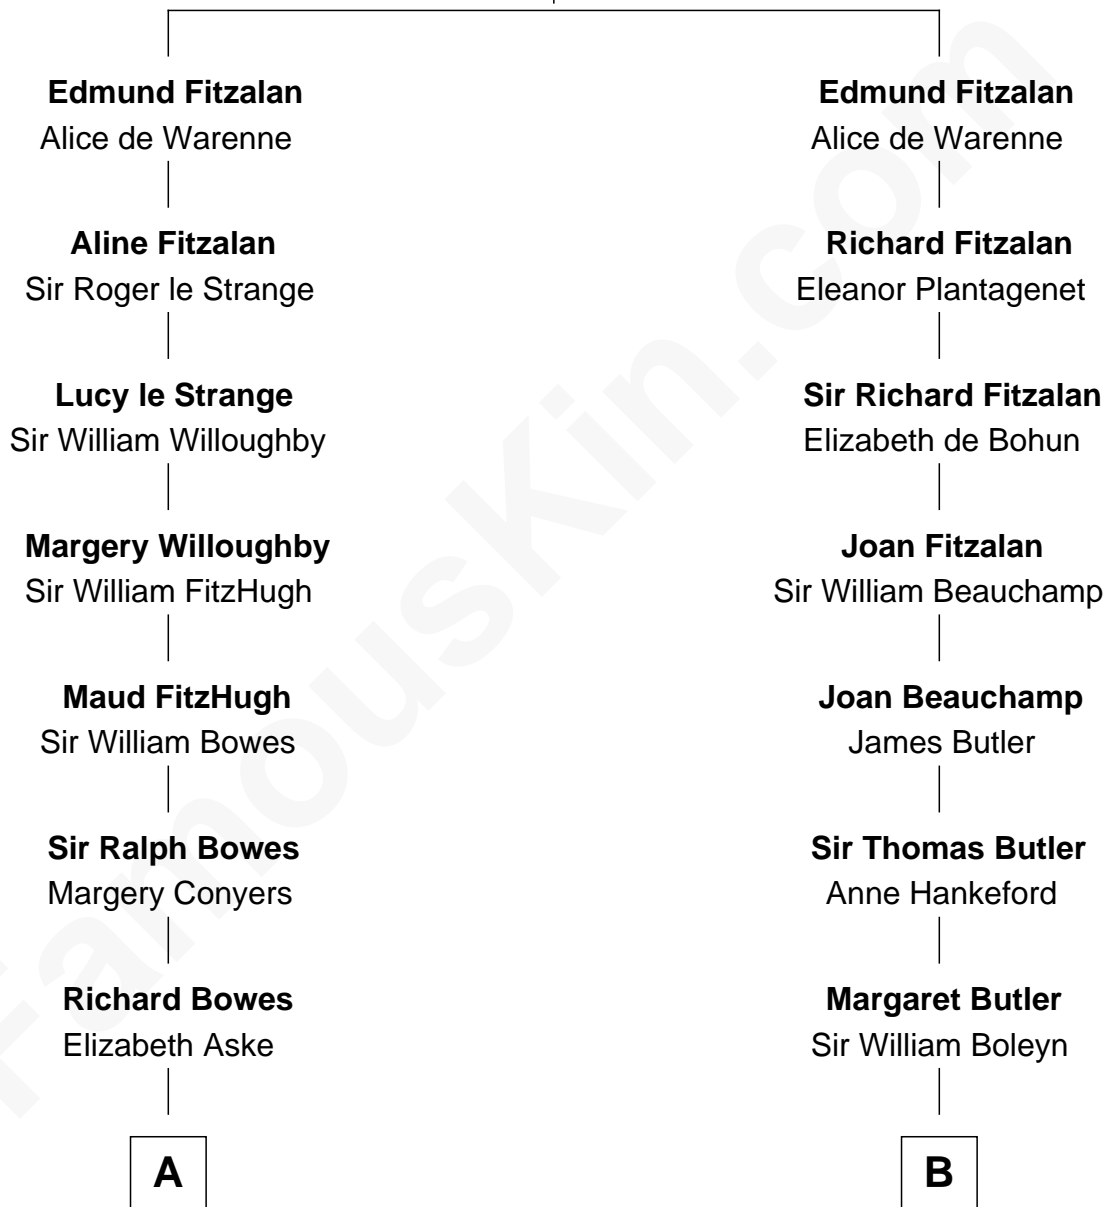 Edmund Fitzalan
Alice de Warenne
Aline Fitzalan
Sir Roger le Strange
Lucy le Strange
Sir William Willoughby
Margery Willoughby
Sir William FitzHugh
Maud FitzHugh
Sir William Bowes
Sir Ralph Bowes
Margery Conyers
Richard Bowes
Elizabeth Aske
A
Edmund Fitzalan
Alice de Warenne
Richard Fitzalan
Eleanor Plantagenet
Sir Richard Fitzalan
Elizabeth de Bohun
Joan Fitzalan
Sir William Beauchamp
Joan Beauchamp
James Butler
Sir Thomas Butler
Anne Hankeford
Margaret Butler
Sir William Boleyn
B
FamousKin.com